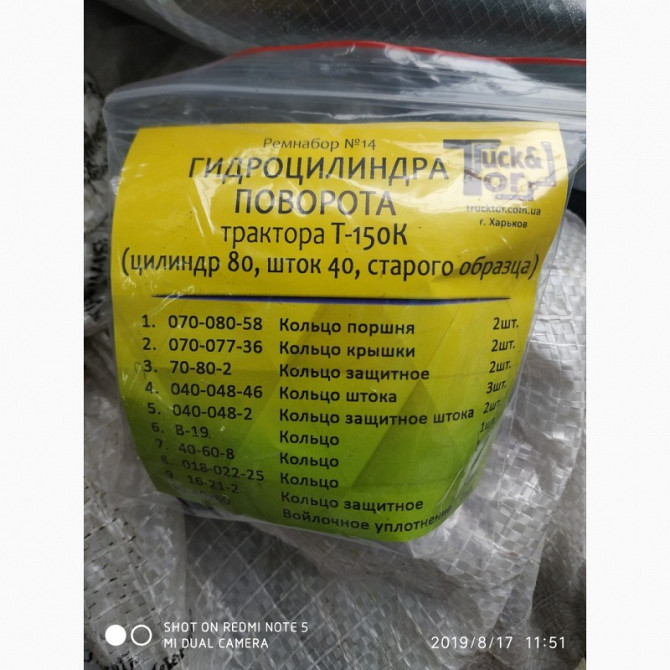 Ремнабор №14
Truck&
Tor
trucktor.com.ua
г. Харьков
ГИДРОЦИЛИНДРА
ПОВОРОТА
трактора Т-150К
(цилиндр 80, шток 40, старого образца)
1. 070-080-58 Кольцо поршня 2шт.
2. 070-077-36 Кольцо крышки 2шт.
3. 70-80-2 Кольцо защитное 2шт.
4. 040-048-46 Кольцо штока 3шт.
5. 040-048-2 Кольцо защитное штока 2шт.
6. В-19 Кольцо
7. 40-60-8 Кольцо
8. 018-022-25 Кольцо
9. 16-21-2 Кольцо защитное
Войлочное уплотнение
SHOT ON REDMI NOTE 5
MI DUAL CAMERA
2019/8/17 11:51